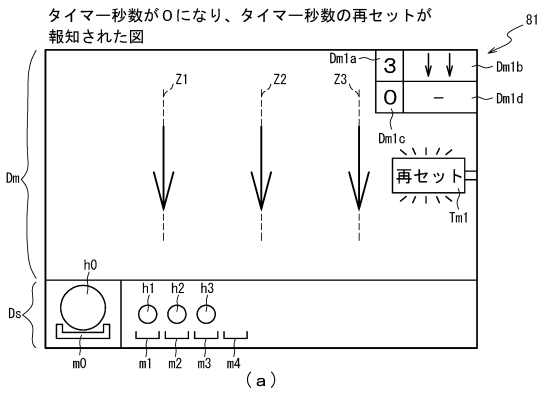 タイマー秒数が0になり、タイマー秒数の再セットが
報知された図
81
Dm1a
3
↓↓
Dm1b
Z1
Z2
Z3
0
−
Dm1d
Dm1c
Dm
再セット
Tm1
h0
h1
h2
h3
Ds
m0
m1
m2
m3
m4
(a)